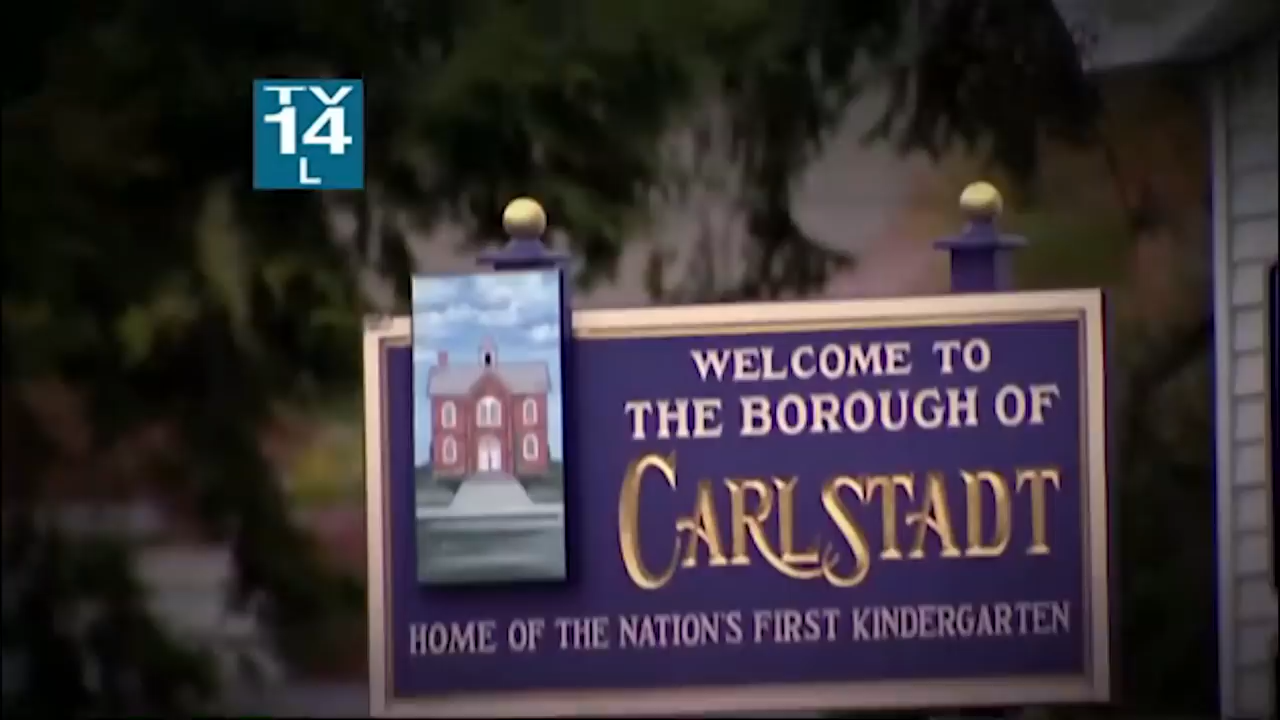 TV
14
L
WELCOME TO
THE BOROUGH OF
CARLSTADT
HOME OF THE NATION'S FIRST KINDERGARTEN